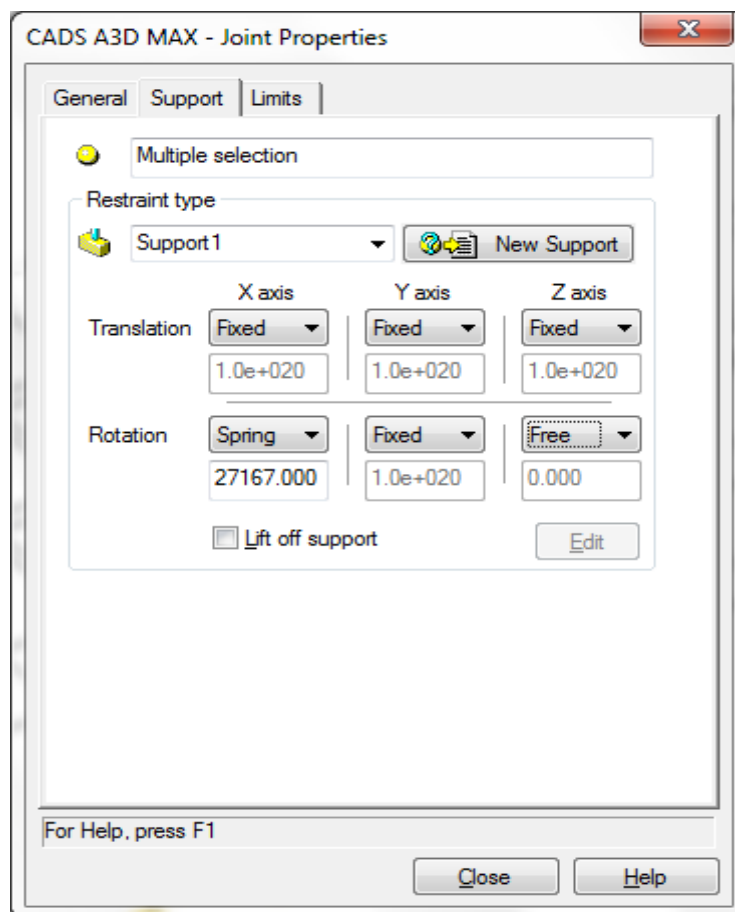 CADS A3D MAX - Joint Properties
General Support Limits
Multiple selection
Restraint type
Support1 New Support
X axis Y axis Z axis
Translation Fixed Fixed Fixed
1.0e+020 1.0e+020 1.0e+020
Rotation Spring Fixed Free
27167.000 1.0e+020 0.000
Lift off support Edit
For Help, press F1
Close Help